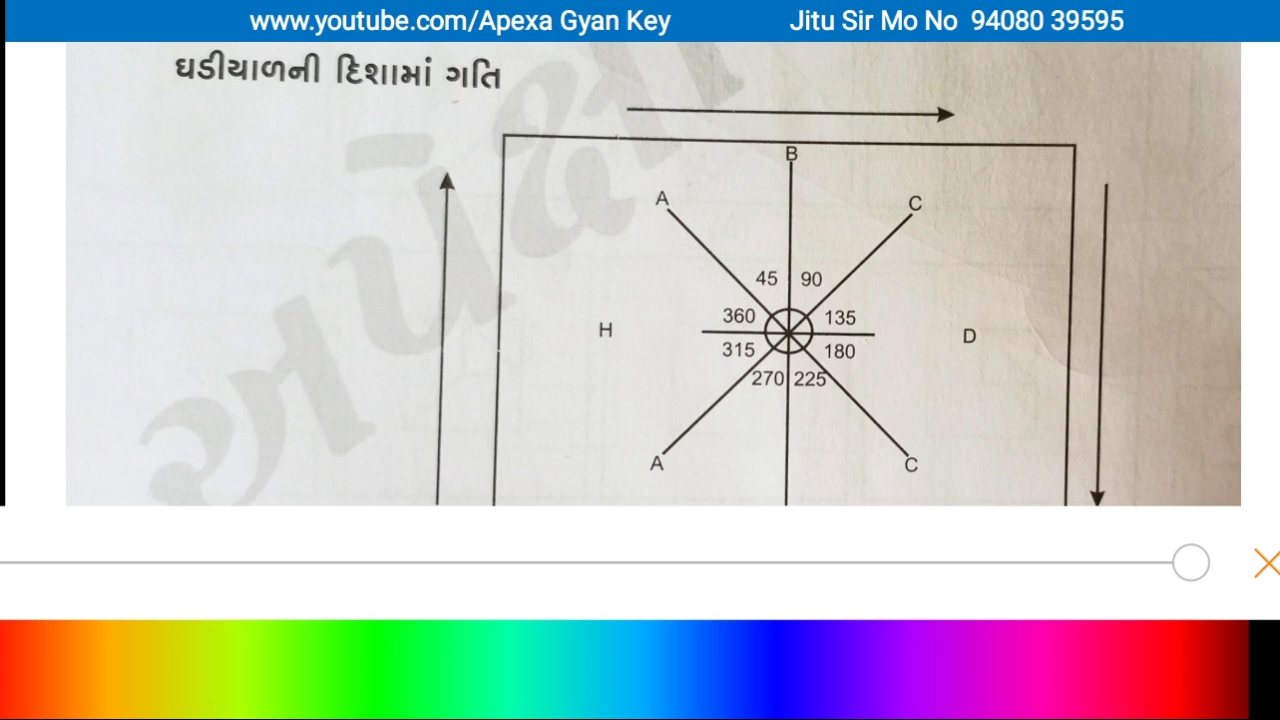 www.youtube.com/Apexa Gyan Key Jitu Sir Mo No 94080 39595
ઘડીયાળની દિશામાં ગતિ
B
A C
45 90
360 135
H D
315 180
270 225
A C